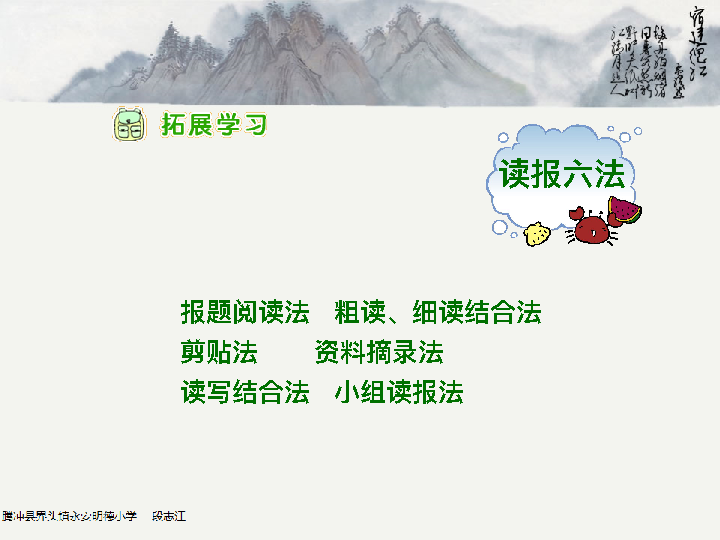 宿建德江
移舟泊烟渚
日暮客愁新
野旷天低树
江清月近人
拓展学习
读报六法
报题阅读法 粗读、细读结合法
剪贴法 资料摘录法
读写结合法 小组读报法
腾冲县界头镇永安明德小学 段志江